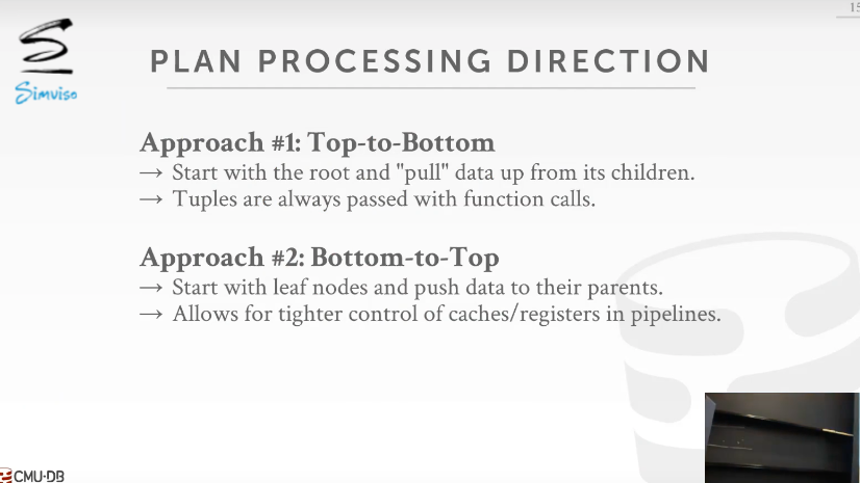 15
Simviso
PLAN PROCESSING DIRECTION
Approach #1: Top-to-Bottom
→ Start with the root and "pull" data up from its children.
→ Tuples are always passed with function calls.
Approach #2: Bottom-to-Top
→ Start with leaf nodes and push data to their parents.
→ Allows for tighter control of caches/registers in pipelines.
CMU·DB